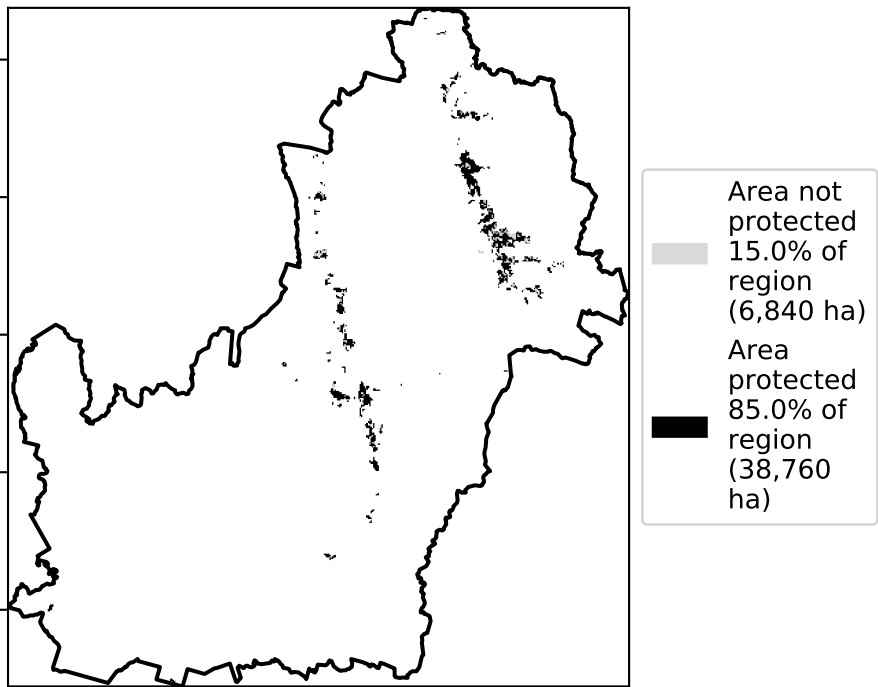 Area not
protected
15.0% of
region
(6,840 ha)
Area
protected
85.0% of
region
(38,760
ha)